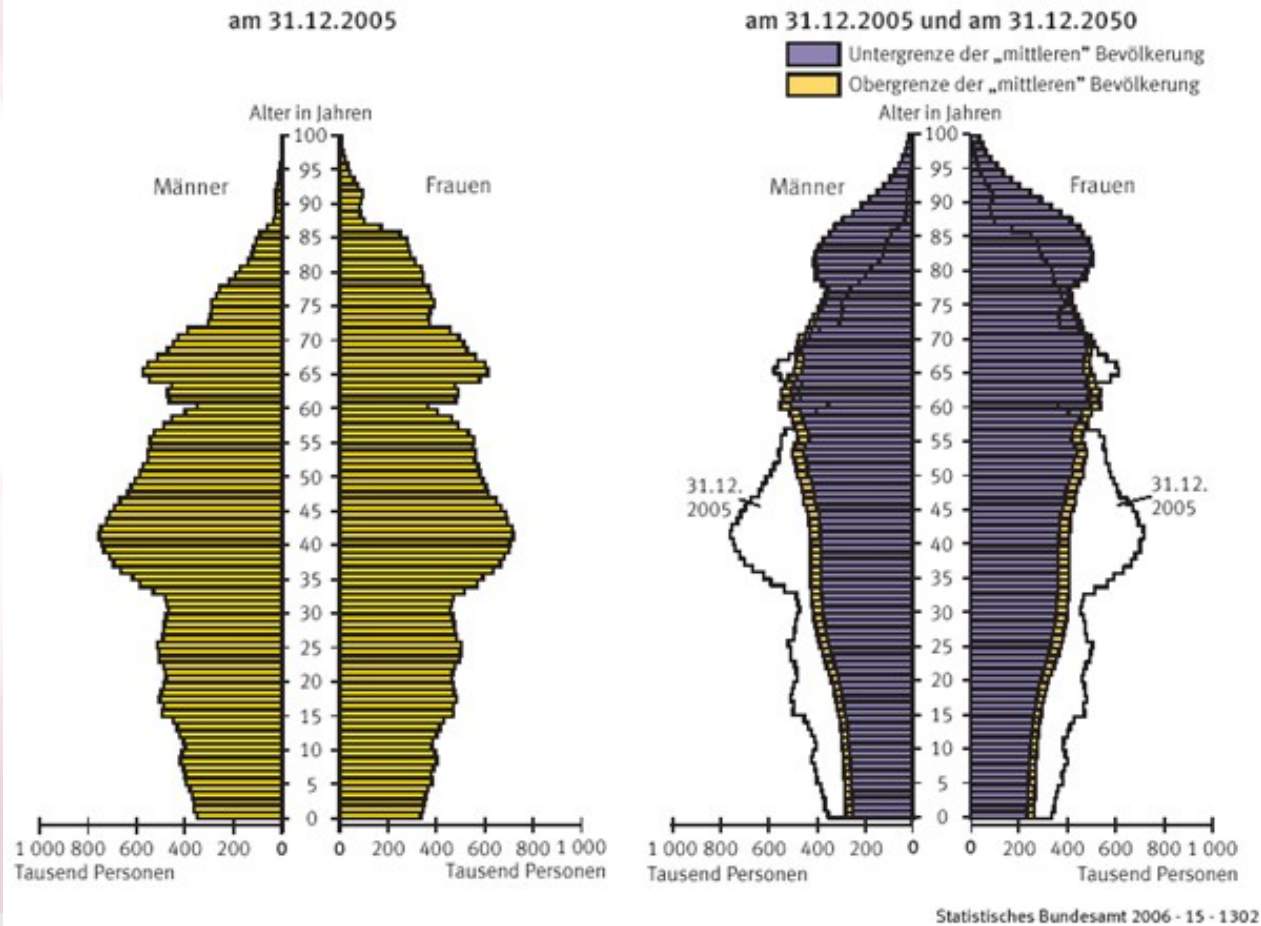 am 31.12.2005
Alter in Jahren
Männer
Frauen
100
95
90
85
80
75
70
65
60
55
50
45
40
35
30
25
20
15
10
5
0
1 000 800 600 400 200 0
0 200 400 600 800 1 000
Tausend Personen
Tausend Personen
am 31.12.2005 und am 31.12.2050
Untergrenze der „mittleren” Bevölkerung
Obergrenze der „mittleren” Bevölkerung
Alter in Jahren
Männer
Frauen
100
95
90
85
80
75
70
65
60
55
50
45
40
35
30
25
20
15
10
5
0
31.12.
2005
31.12.
2005
1 000 800 600 400 200 0
0 200 400 600 800 1 000
Tausend Personen
Tausend Personen
Statistisches Bundesamt 2006 - 15 - 1302